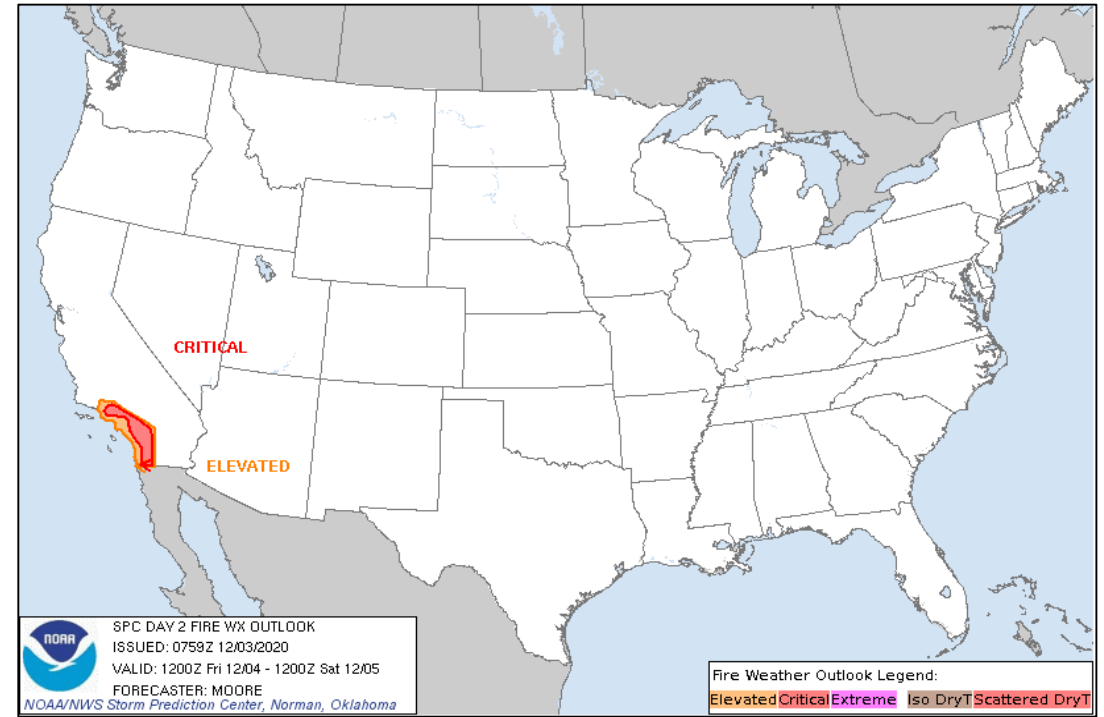 CRITICAL
ELEVATED
NOAA
SPC DAY 2 FIRE WX OUTLOOK
ISSUED: 0759Z 12/03/2020
VALID: 1200Z Fri 12/04 - 1200Z Sat 12/05
FORECASTER: MOORE
NOAA/NWS Storm Prediction Center, Norman, Oklahoma
Fire Weather Outlook Legend:
Elevated Critical Extreme Iso DryT Scattered DryT